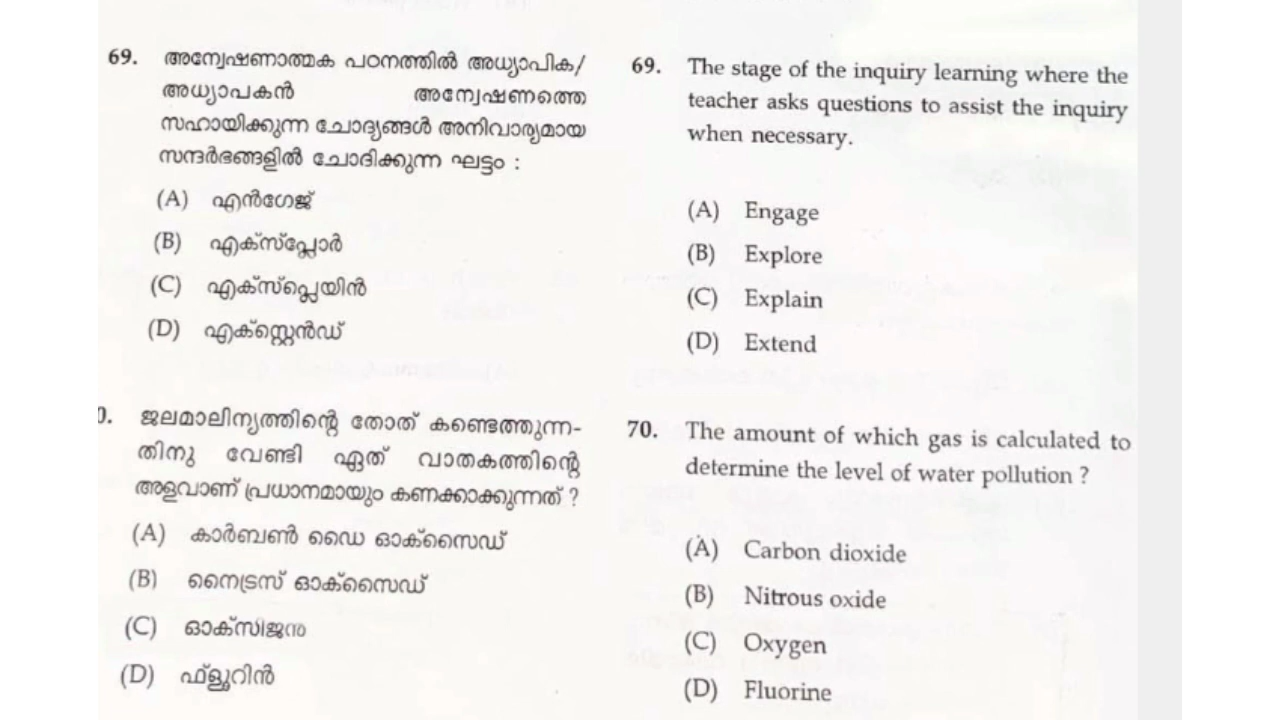 69. അന്വേഷണാത്മക പഠനത്തിൽ അധ്യാപിക/
അധ്യാപകൻ അന്വേഷണത്തെ
സഹായിക്കുന്ന ചോദ്യങ്ങൾ അനിവാര്യമായ
സന്ദർഭങ്ങളിൽ ചോദിക്കുന്ന ഘട്ടം :
(A) എൻഗേജ്
(B) എക്സ്പ്ലോർ
(C) എക്സ്പ്ലെയിൻ
(D) എക്സ്റ്റെൻഡ്
0. ജലമാലിന്യത്തിന്റെ തോത് കണ്ടെത്തുന്ന-
തിനു വേണ്ടി ഏത് വാതകത്തിന്റെ
അളവാണ് പ്രധാനമായും കണക്കാക്കുന്നത് ?
(A) കാർബൺ ഡൈ ഓക്സൈഡ്
(B) നൈട്രസ് ഓക്സൈഡ്
(C) ഓക്സിജൻ
(D) ഫ്ളൂറിൻ
69. The stage of the inquiry learning where the
teacher asks questions to assist the inquiry
when necessary.
(A) Engage
(B) Explore
(C) Explain
(D) Extend
70. The amount of which gas is calculated to
determine the level of water pollution ?
(A) Carbon dioxide
(B) Nitrous oxide
(C) Oxygen
(D) Fluorine